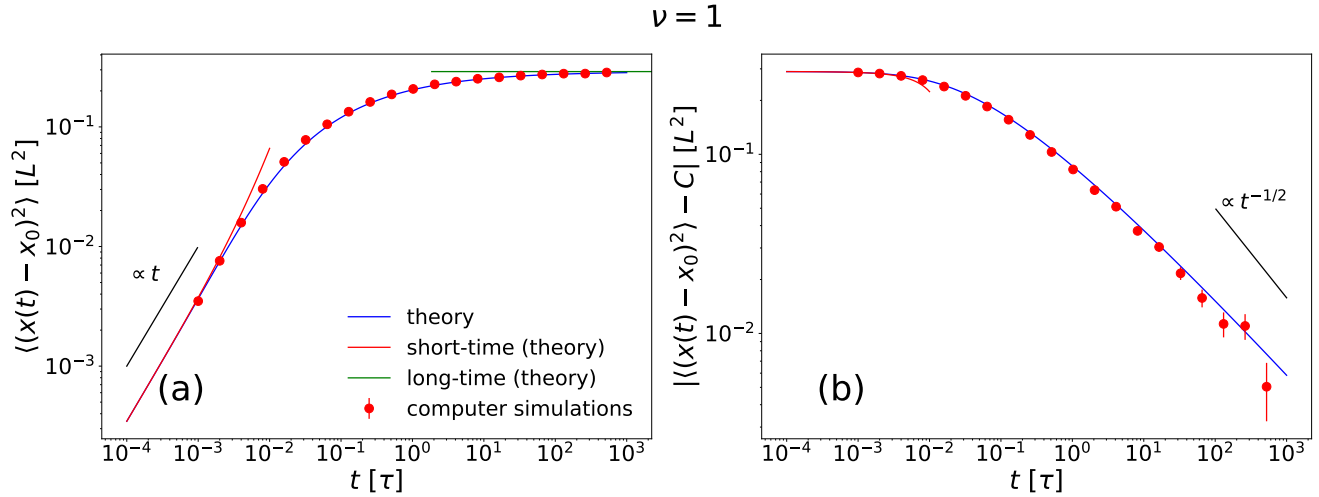 ν = 1
⟨(x(t) − x₀)²⟩ [L²]
10⁻¹
10⁻²
10⁻³
∝ t
(a)
theory
short-time (theory)
long-time (theory)
computer simulations
10⁻⁴ 10⁻³ 10⁻² 10⁻¹ 10⁰ 10¹ 10² 10³
t [τ]
|⟨(x(t) − x₀)²⟩ − C| [L²]
10⁻¹
10⁻²
∝ t⁻¹/²
(b)
10⁻⁴ 10⁻³ 10⁻² 10⁻¹ 10⁰ 10¹ 10² 10³
t [τ]